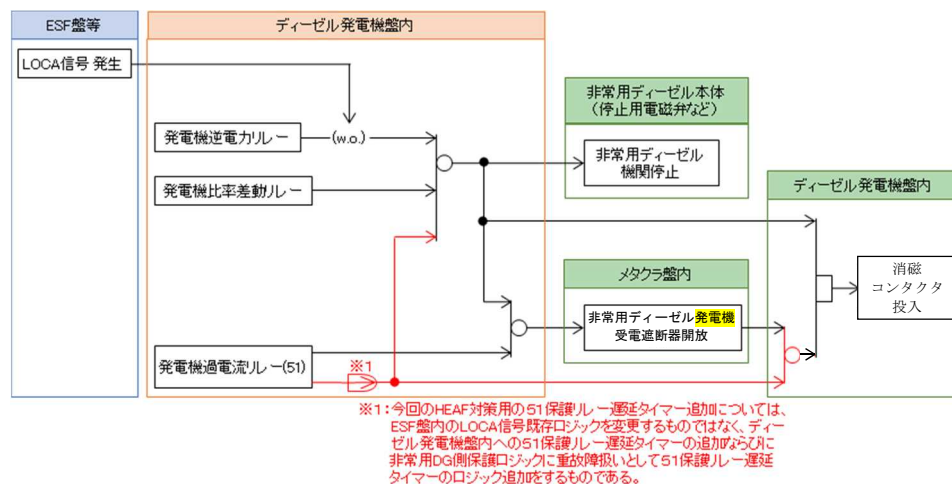 ESF盤等
ディーゼル発電機盤内
LOCA信号 発生
非常用ディーゼル本体
(停止用電磁弁など)
発電機逆電力リレー
(w.o.)
非常用ディーゼル
機関停止
発電機比率差動リレー
ディーゼル発電機盤内
メタクラ盤内
消磁
コンタクタ
投入
非常用ディーゼル発電機
受電遮断器開放
発電機過電流リレー(51)
※1
※1:今回のHEAF対策用の51保護リレー遅延タイマー追加については、
ESF盤内のLOCA信号既存ロジックを変更するものではなく、ディー
ゼル発電機盤内への51保護リレー遅延タイマーの追加ならびに
非常用DG側保護ロジックに重故障扱いとして51保護リレー遅延
タイマーのロジック追加をするものである。